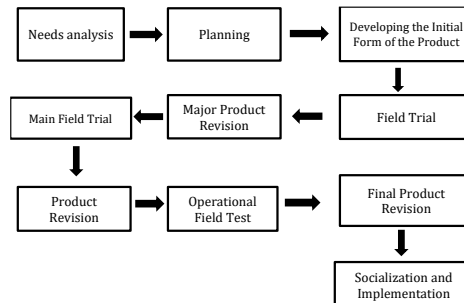 Needs analysis
Planning
Developing the Initial
Form of the Product
Field Trial
Major Product
Revision
Main Field Trial
Product
Revision
Operational
Field Test
Final Product
Revision
Socialization and
Implementation